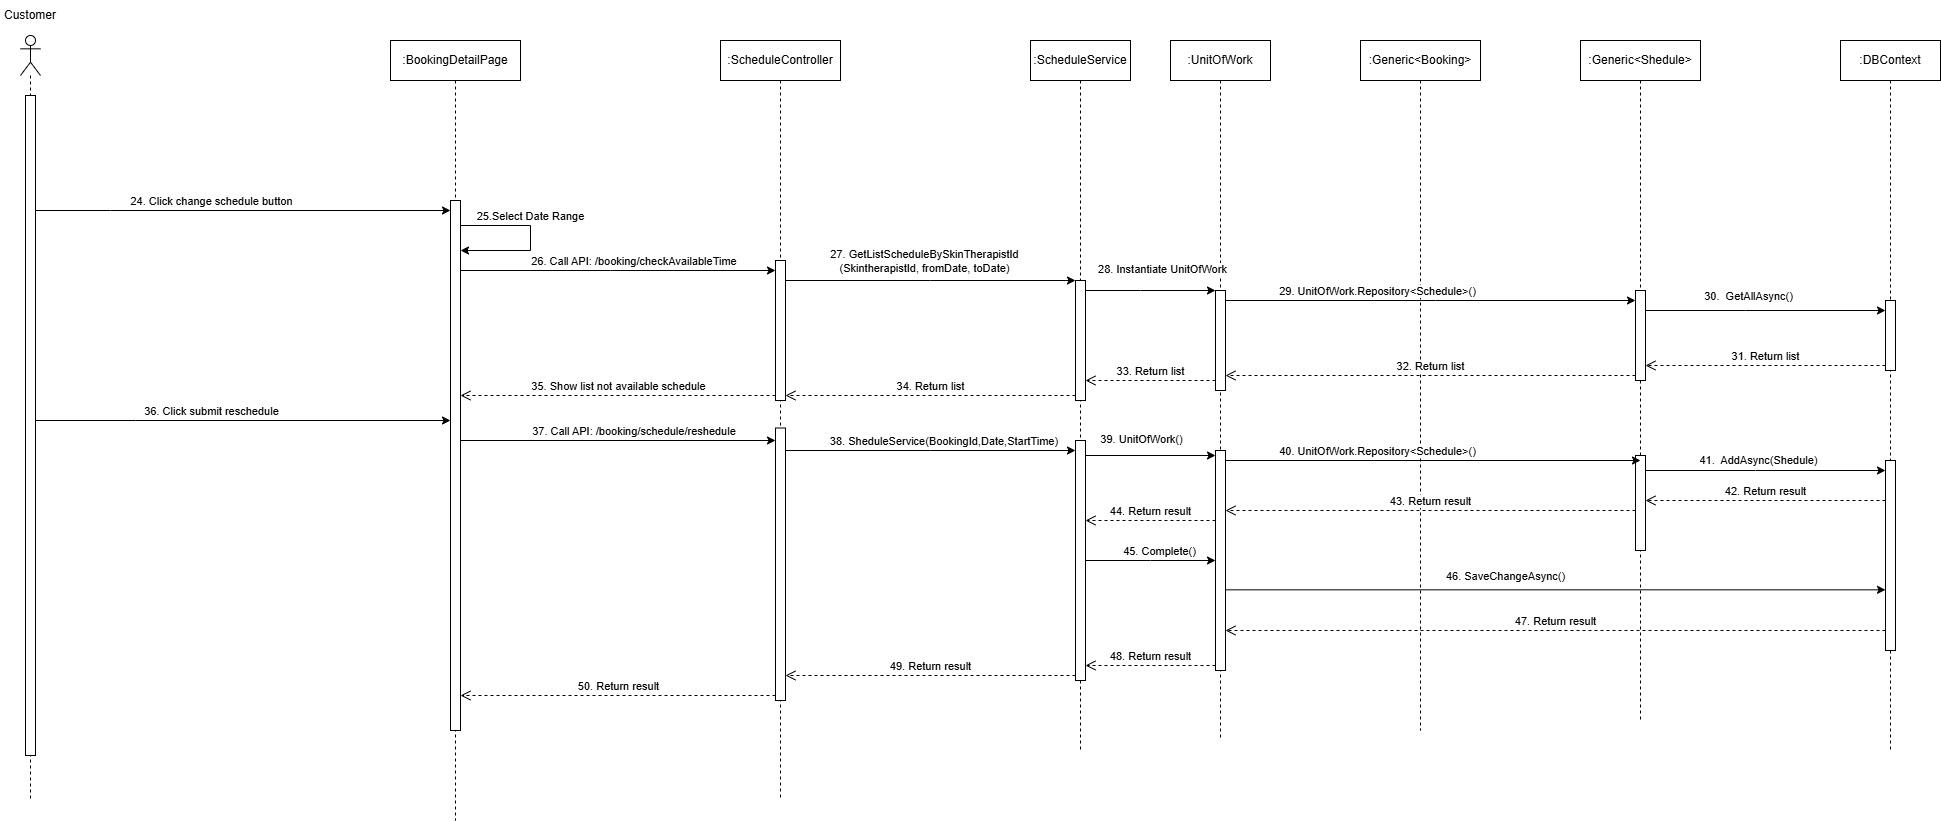 Customer
:BookingDetailPage
:ScheduleController
:ScheduleService
:UnitOfWork
:Generic<Booking>
:Generic<Shedule>
:DBContext
24. Click change schedule button
25.Select Date Range
26. Call API: /booking/checkAvailableTime
27. GetListScheduleBySkinTherapistId
(SkintherapistId, fromDate, toDate)
28. Instantiate UnitOfWork
29. UnitOfWork.Repository<Schedule>()
30.  GetAllAsync()
31. Return list
32. Return list
33. Return list
34. Return list
35. Show list not available schedule
36. Click submit reschedule
37. Call API: /booking/schedule/reshedule
38. SheduleService(BookingId,Date,StartTime)
39. UnitOfWork()
40. UnitOfWork.Repository<Schedule>()
41.  AddAsync(Shedule)
42. Return result
43. Return result
44. Return result
45. Complete()
46. SaveChangeAsync()
47. Return result
48. Return result
49. Return result
50. Return result